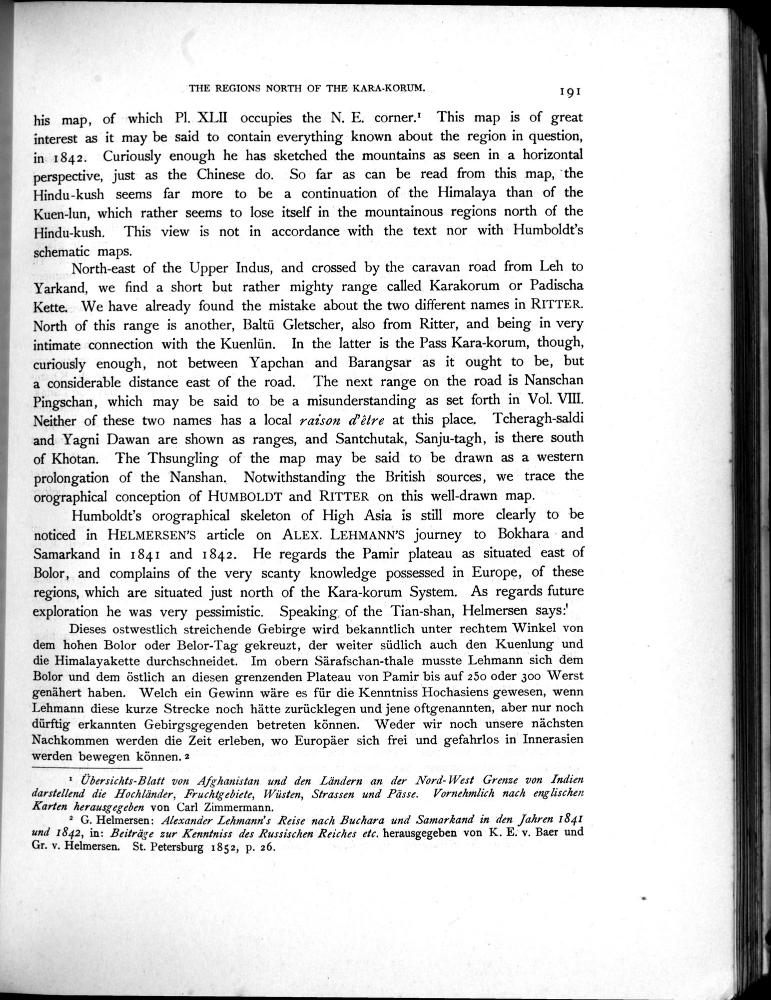 THE REGIONS NORTH OF THE KARA-KORUM.
191
his map, of which Pl. XLII occupies the N. E. corner.¹ This map is of great
interest as it may be said to contain everything known about the region in question,
in 1842. Curiously enough he has sketched the mountains as seen in a horizontal
perspective, just as the Chinese do. So far as can be read from this map, the
Hindu-kush seems far more to be a continuation of the Himalaya than of the
Kuen-lun, which rather seems to lose itself in the mountainous regions north of the
Hindu-kush. This view is not in accordance with the text nor with Humboldt's
schematic maps.
North-east of the Upper Indus, and crossed by the caravan road from Leh to
Yarkand, we find a short but rather mighty range called Karakorum or Padischa
Kette. We have already found the mistake about the two different names in RITTER.
North of this range is another, Baltü Gletscher, also from Ritter, and being in very
intimate connection with the Kuenlün. In the latter is the Pass Kara-korum, though,
curiously enough, not between Yapchan and Barangsar as it ought to be, but
a considerable distance east of the road. The next range on the road is Nanschan
Pingschan, which may be said to be a misunderstanding as set forth in Vol. VIII.
Neither of these two names has a local raison d'être at this place. Tcheragh-saldi
and Yagni Dawan are shown as ranges, and Santchutak, Sanju-tagh, is there south
of Khotan. The Thsungling of the map may be said to be drawn as a western
prolongation of the Nanshan. Notwithstanding the British sources, we trace the
orographical conception of HUMBOLDT and RITTER on this well-drawn map.
Humboldt's orographical skeleton of High Asia is still more clearly to be
noticed in HELMERSEN'S article on ALEX. LEHMANN'S journey to Bokhara and
Samarkand in 1841 and 1842. He regards the Pamir plateau as situated east of
Bolor, and complains of the very scanty knowledge possessed in Europe, of these
regions, which are situated just north of the Kara-korum System. As regards future
exploration he was very pessimistic. Speaking of the Tian-shan, Helmersen says:'
Dieses ostwestlich streichende Gebirge wird bekanntlich unter rechtem Winkel von
dem hohen Bolor oder Belor-Tag gekreuzt, der weiter südlich auch den Kuenlung und
die Himalayakette durchschneidet. Im obern Särafschan-thale musste Lehmann sich dem
Bolor und dem östlich an diesen grenzenden Plateau von Pamir bis auf 250 oder 300 Werst
genähert haben. Welch ein Gewinn wäre es für die Kenntniss Hochasiens gewesen, wenn
Lehmann diese kurze Strecke noch hätte zurücklegen und jene oftgenannten, aber nur noch
dürftig erkannten Gebirgsgegenden betreten können. Weder wir noch unsere nächsten
Nachkommen werden die Zeit erleben, wo Europäer sich frei und gefahrlos in Innerasien
werden bewegen können.²
¹ Übersichts-Blatt von Afghanistan und den Ländern an der Nord-West Grenze von Indien
darstellend die Hochländer, Fruchtgebiete, Wüsten, Strassen und Pässe. Vornehmlich nach englischen
Karten herausgegeben von Carl Zimmermann.
² G. Helmersen: Alexander Lehmann's Reise nach Buchara und Samarkand in den Jahren 1841
und 1842, in: Beiträge zur Kenntniss des Russischen Reiches etc. herausgegeben von K. E. v. Baer und
Gr. v. Helmersen. St. Petersburg 1852, p. 26.